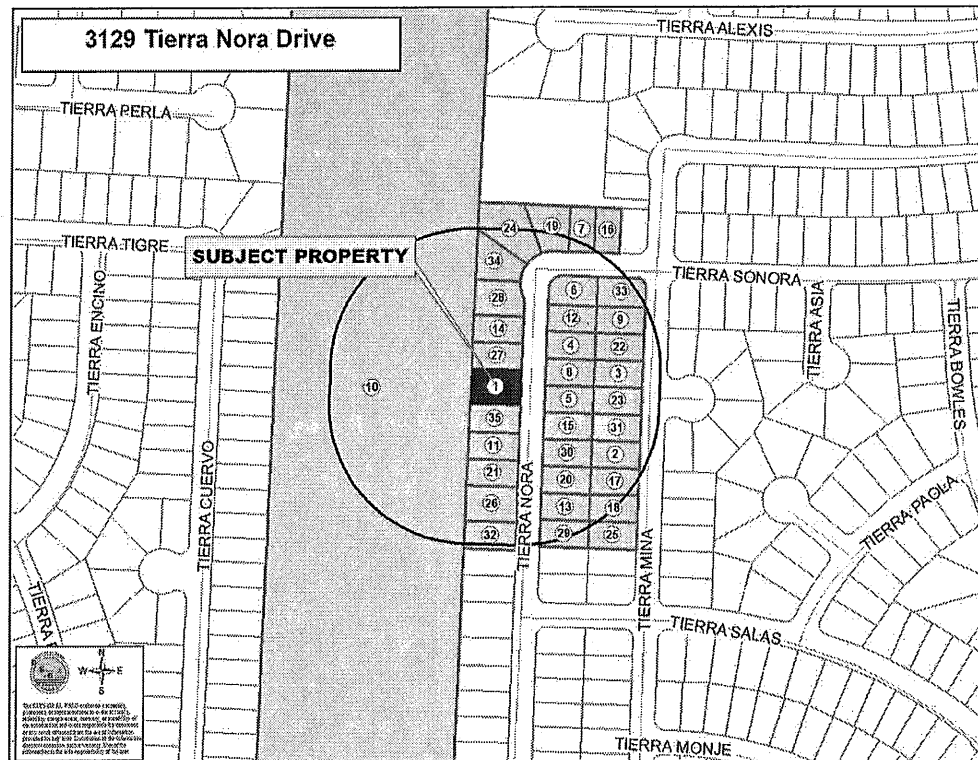 3129 Tierra Nora Drive
TIERRA ALEXIS
TIERRA PERLA
TIERRA TIGRE
SUBJECT PROPERTY
24 19 7 16
34
TIERRA SONORA
28 6 33
14 12 9
27 4 22
10 1 8 3
5 23
35 15 31
11 30 2
21 20 17
26 13 18
32 29 25
TIERRA ENCINO
TIERRA CUERVO
TIERRA NORA
TIERRA MINA
TIERRA ASIA
TIERRA BOWLES
TIERRA PAOLA
TIERRA SALAS
TIERRA
TIERRA MONJE
N
W E
S